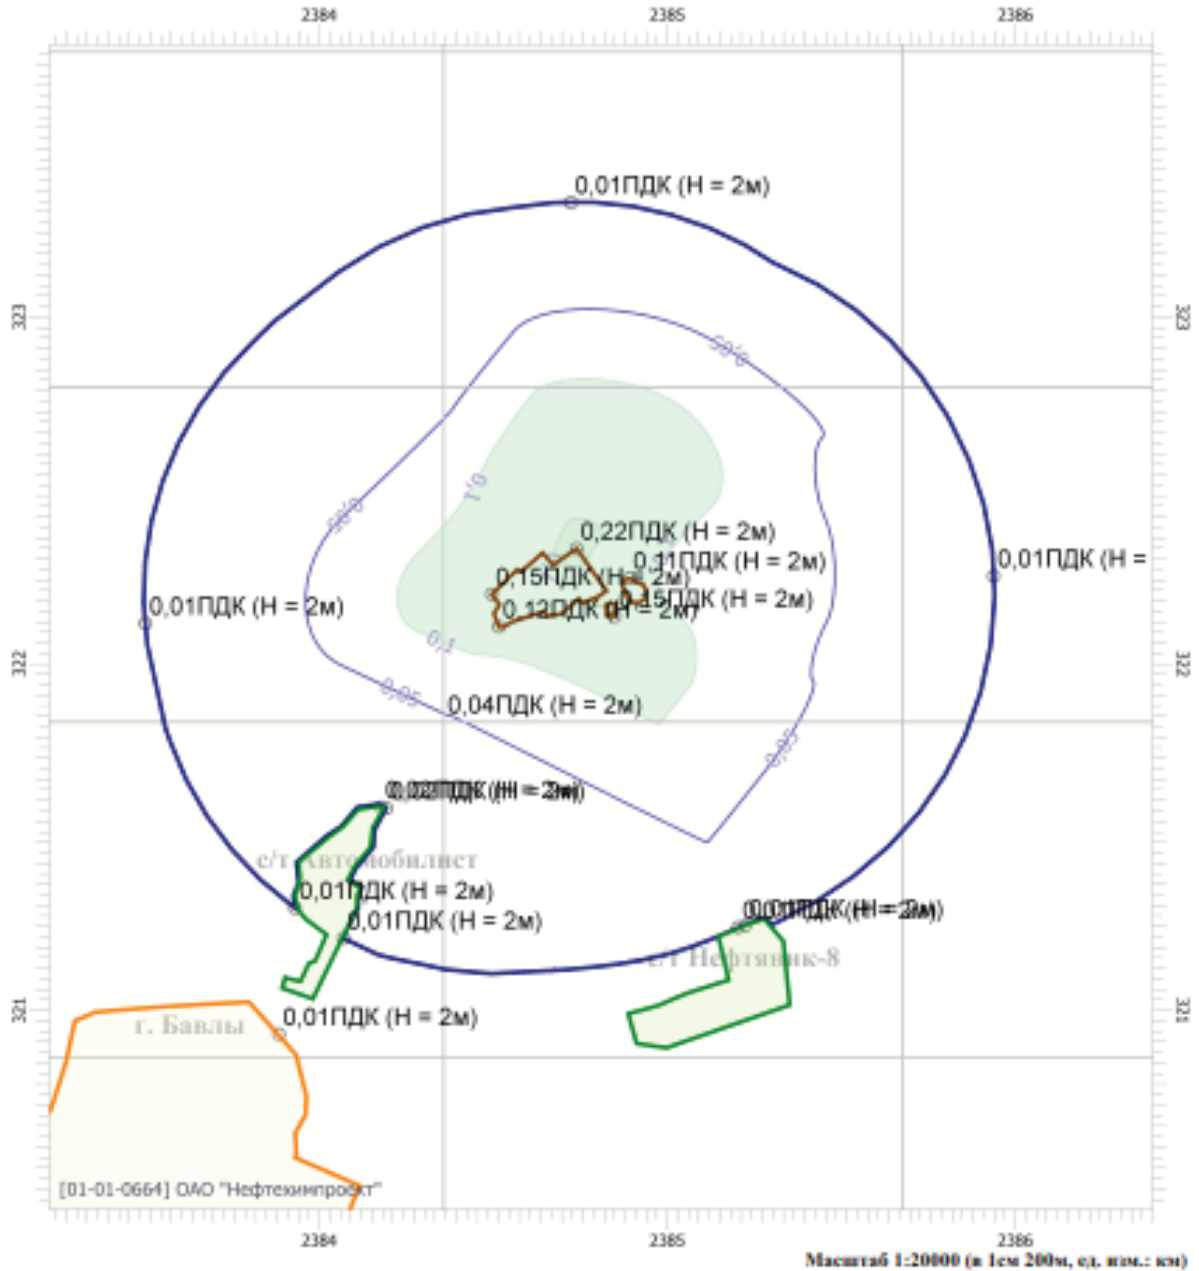 2384 2385 2386
0,01ПДК (Н = 2м)
323 323
0,05
0,1
0,05
0,22ПДК (Н = 2м)
0,11ПДК (Н = 2м)
0,01ПДК (Н =
0,15ПДК (Н = 2м)
0,15ПДК (Н = 2м)
0,01ПДК (Н = 2м)
0,12ПДК (Н = 2м)
0,1
322 322
0,05
0,04ПДК (Н = 2м)
0,05
с/т Автомобилист
0,01ПДК (Н = 2м)
0,01ПДК (Н = 2м)
с/т Нефтяник-8
321 321
0,01ПДК (Н = 2м)
г. Бавлы
[01-01-0664] ОАО "Нефтехимпроект"
2384 2385 2386
Масштаб 1:20000 (в 1см 200м, ед. изм.: км)